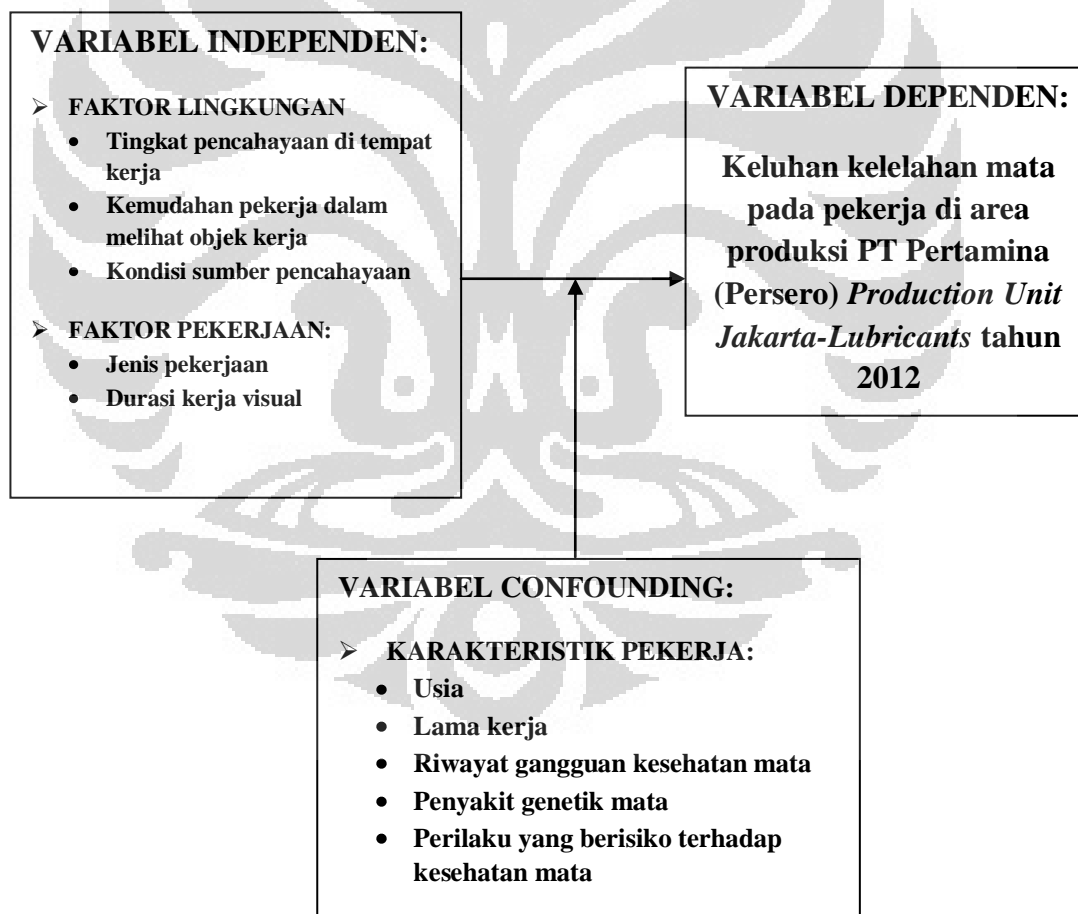 VARIABEL INDEPENDEN:
➢ FAKTOR LINGKUNGAN
• Tingkat pencahayaan di tempat
kerja
• Kemudahan pekerja dalam
melihat objek kerja
• Kondisi sumber pencahayaan
➢ FAKTOR PEKERJAAN:
• Jenis pekerjaan
• Durasi kerja visual
VARIABEL DEPENDEN:
Keluhan kelelahan mata
pada pekerja di area
produksi PT Pertamina
(Persero) Production Unit
Jakarta-Lubricants tahun
2012
VARIABEL CONFOUNDING:
➢ KARAKTERISTIK PEKERJA:
• Usia
• Lama kerja
• Riwayat gangguan kesehatan mata
• Penyakit genetik mata
• Perilaku yang berisiko terhadap
kesehatan mata